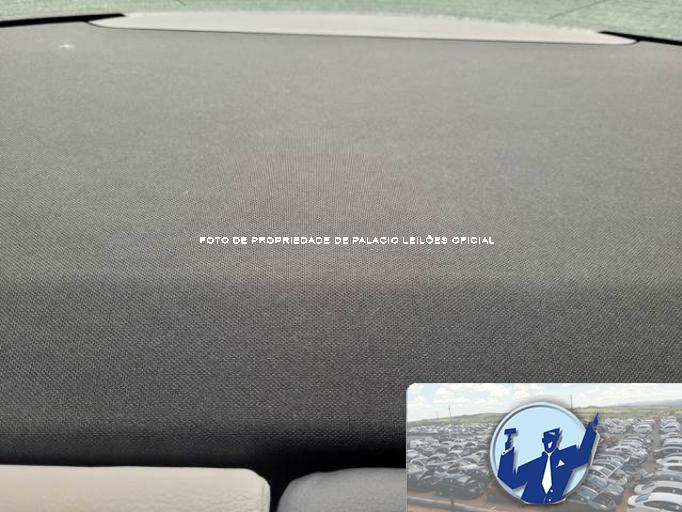 FOTO DE PROPRIEDADE DE PALACIO LEILÕES OFICIAL